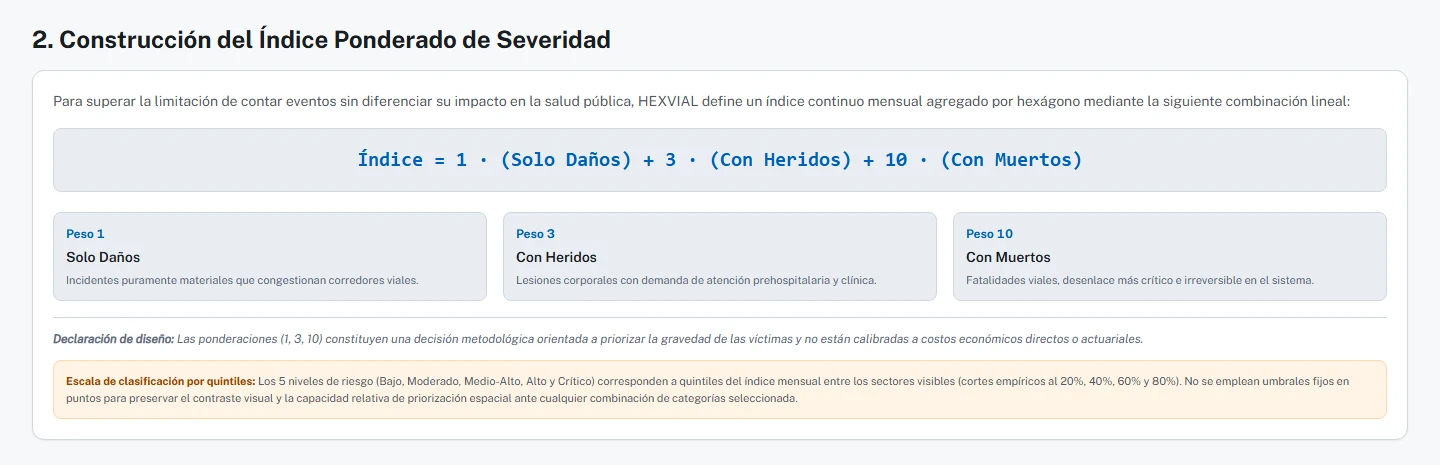 2. Construcción del Índice Ponderado de Severidad
Para superar la limitación de contar eventos sin diferenciar su impacto en la salud pública, HEXVIAL define un índice continuo mensual agregado por hexágono mediante la siguiente combinación lineal:
Índice = 1 · (Solo Daños) + 3 · (Con Heridos) + 10 · (Con Muertos)
Peso 1
Solo Daños
Incidentes puramente materiales que congestionan corredores viales.
Peso 3
Con Heridos
Lesiones corporales con demanda de atención prehospitalaria y clínica.
Peso 10
Con Muertos
Fatalidades viales, desenlace más crítico e irreversible en el sistema.
Declaración de diseño: Las ponderaciones (1, 3, 10) constituyen una decisión metodológica orientada a priorizar la gravedad de las víctimas y no están calibradas a costos económicos directos o actuariales.
Escala de clasificación por quintiles: Los 5 niveles de riesgo (Bajo, Moderado, Medio-Alto, Alto y Crítico) corresponden a quintiles del índice mensual entre los sectores visibles (cortes empíricos al 20%, 40%, 60% y 80%). No se emplean umbrales fijos en
puntos para preservar el contraste visual y la capacidad relativa de priorización espacial ante cualquier combinación de categorías seleccionada.